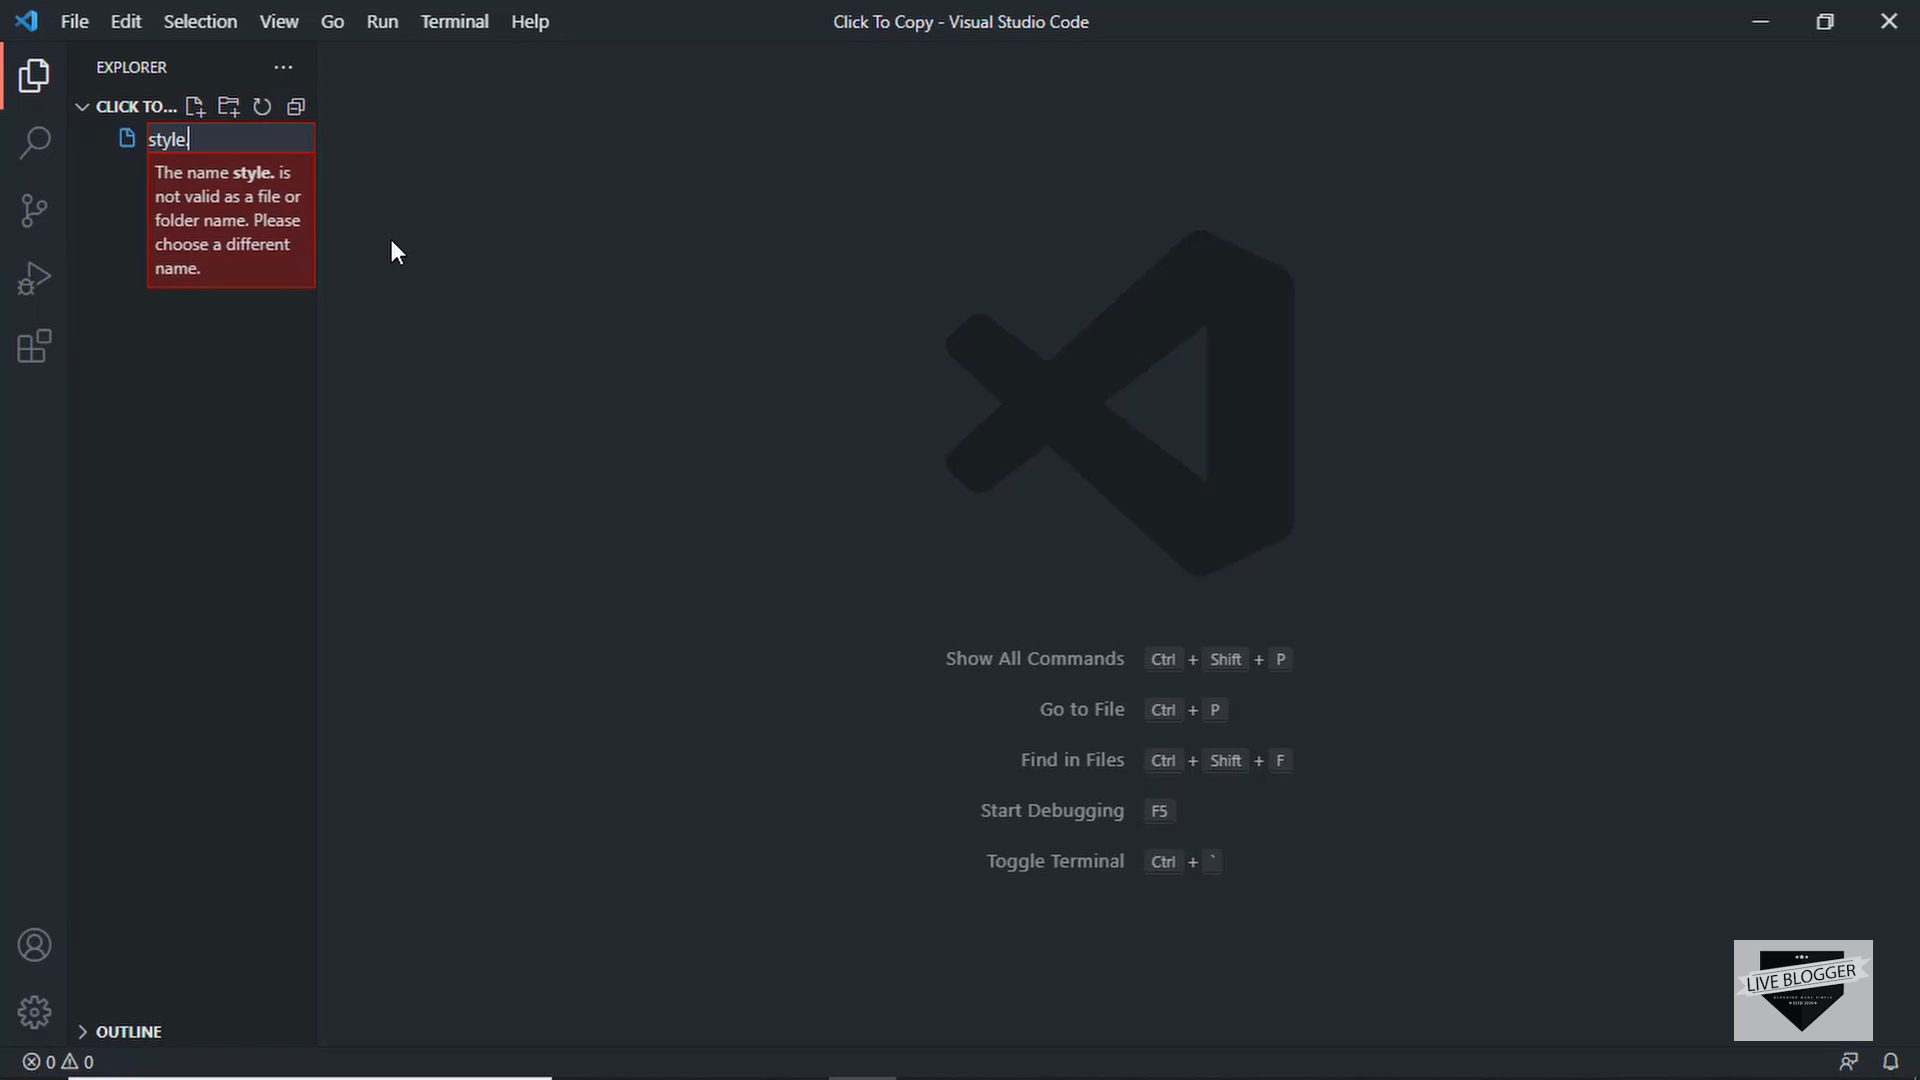 File Edit Selection View Go Run Terminal Help
Click To Copy - Visual Studio Code
EXPLORER
CLICK TO...
style.
The name style. is
not valid as a file or
folder name. Please
choose a different
name.
Show All Commands Ctrl + Shift + P
Go to File Ctrl + P
Find in Files Ctrl + Shift + F
Start Debugging F5
Toggle Terminal Ctrl + `
LIVE BLOGGER
OUTLINE
0 0